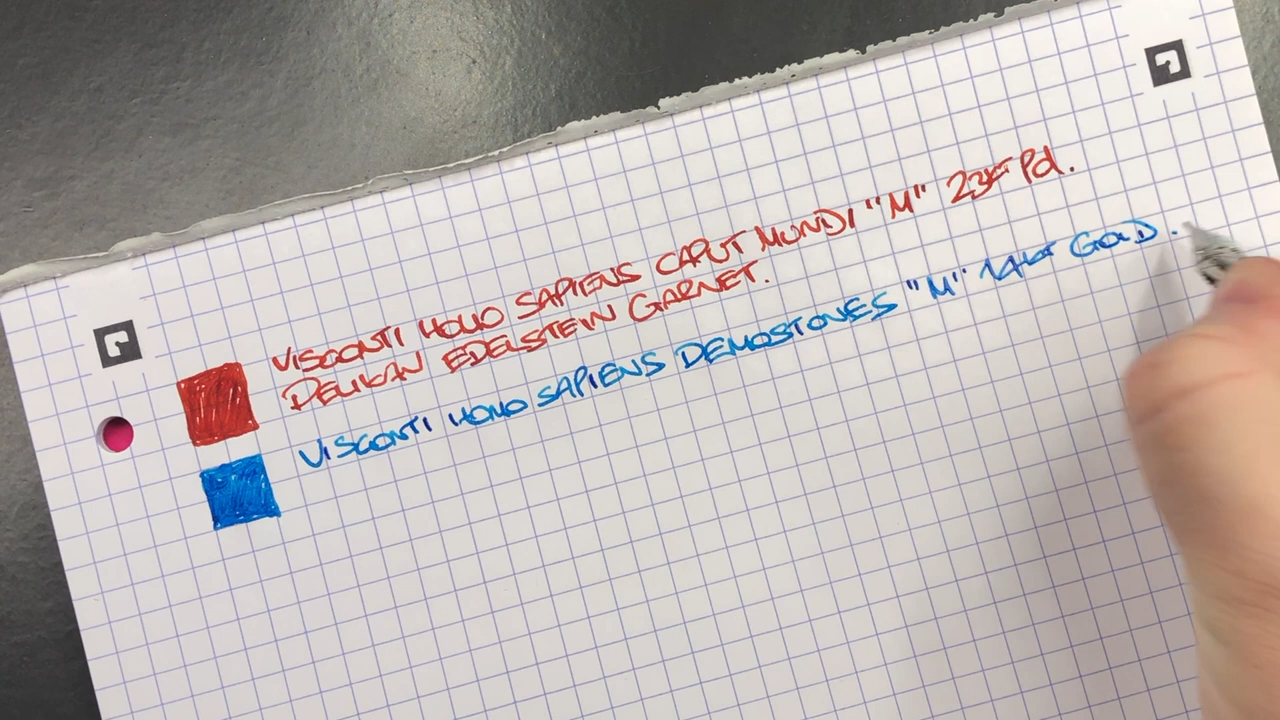 VISCONTI HOMO SAPIENS CAPUT MUNDI "M" 23kt Pd.
PELIKAN EDELSTEIN GARNET.
VISCONTI HOMO SAPIENS DEMOSTONES "M" 14kt GOLD.